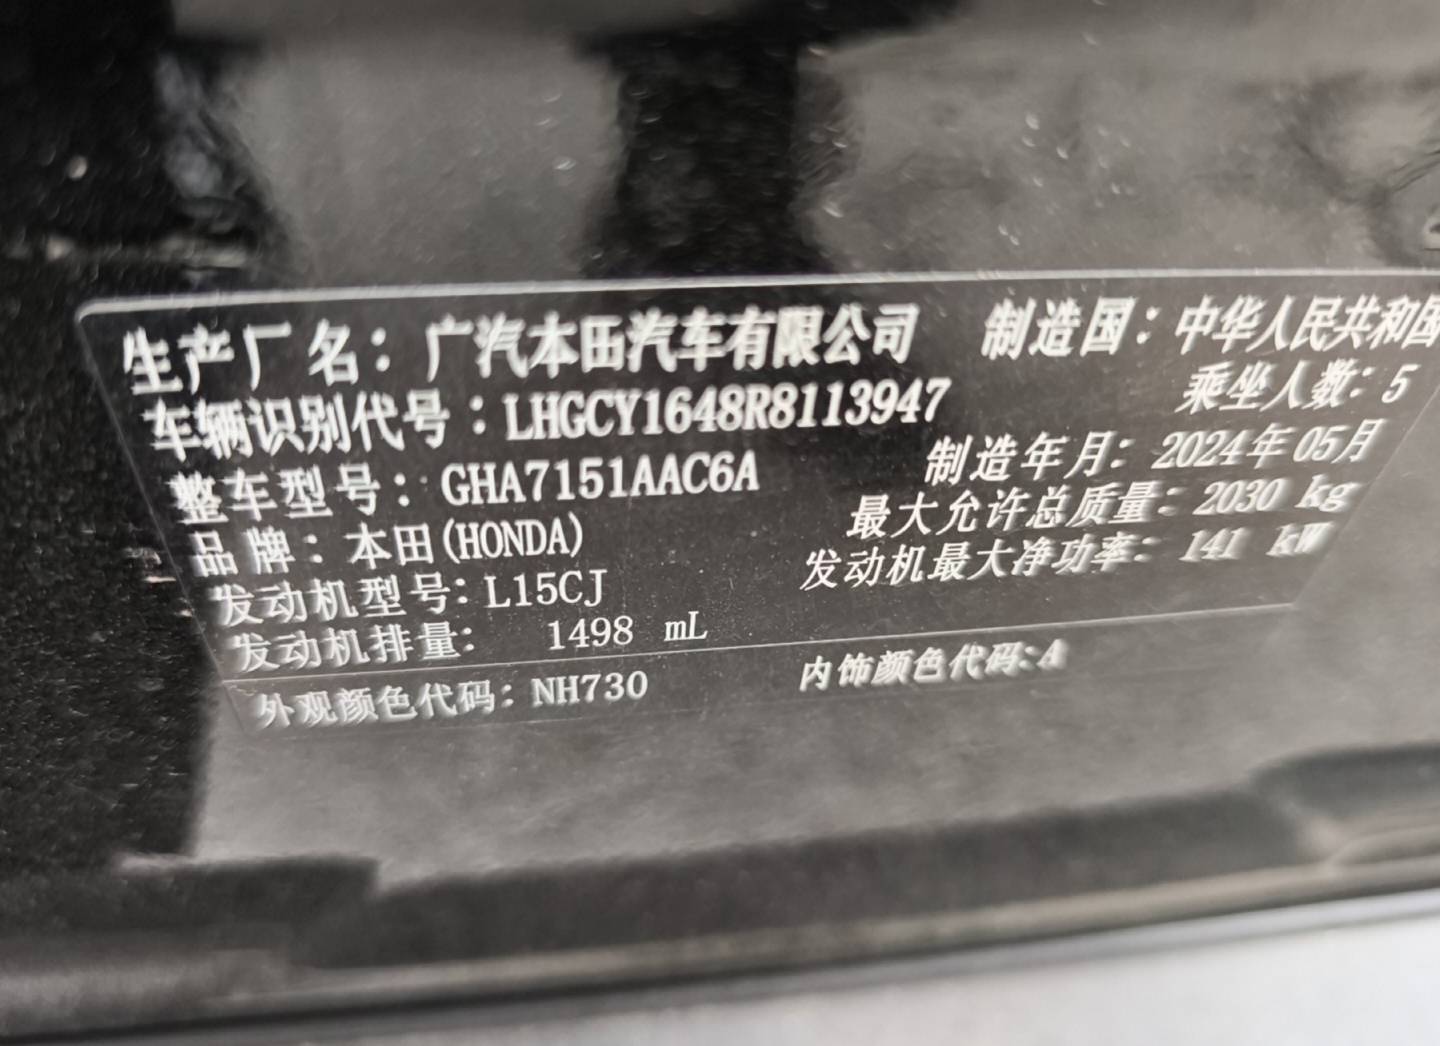 生产厂名：广汽本田汽车有限公司 制造国：中华人民共和国
车辆识别代号：LHGCY1648R8113947 乘坐人数：5
整车型号：GHA7151AAC6A 制造年月：2024年05月
品牌：本田(HONDA) 最大允许总质量：2030 kg
发动机型号：L15CJ 发动机最大净功率：141 kW
发动机排量： 1498 mL
外观颜色代码：NH730 内饰颜色代码：A